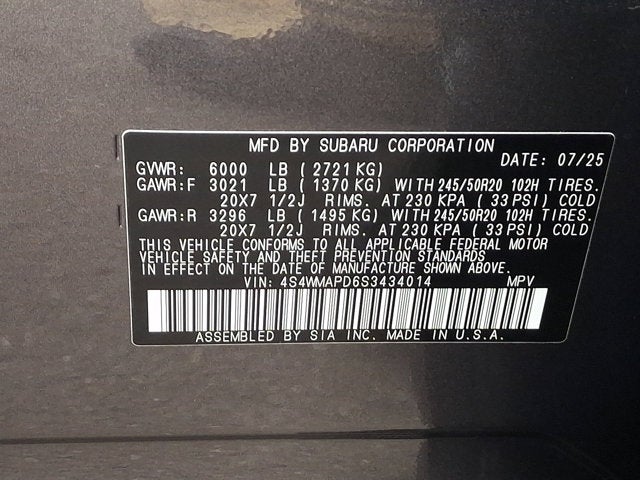 MFD BY SUBARU CORPORATION
DATE: 07/25
GVWR: 6000 LB ( 2721 KG)
GAWR: F 3021 LB ( 1370 KG) WITH 245/50R20 102H TIRES.
20X7 1/2J RIMS. AT 230 KPA ( 33 PSI) COLD
GAWR: R 3296 LB ( 1495 KG) WITH 245/50R20 102H TIRES.
20X7 1/2J RIMS. AT 230 KPA ( 33 PSI) COLD
THIS VEHICLE CONFORMS TO ALL APPLICABLE FEDERAL MOTOR
VEHICLE SAFETY AND THEFT PREVENTION STANDARDS
IN EFFECT ON THE DATE OF MANUFACTURE SHOWN ABOVE.
VIN: 4S4WMAPD6S3434014 MPV
ASSEMBLED BY SIA INC. MADE IN U.S.A.